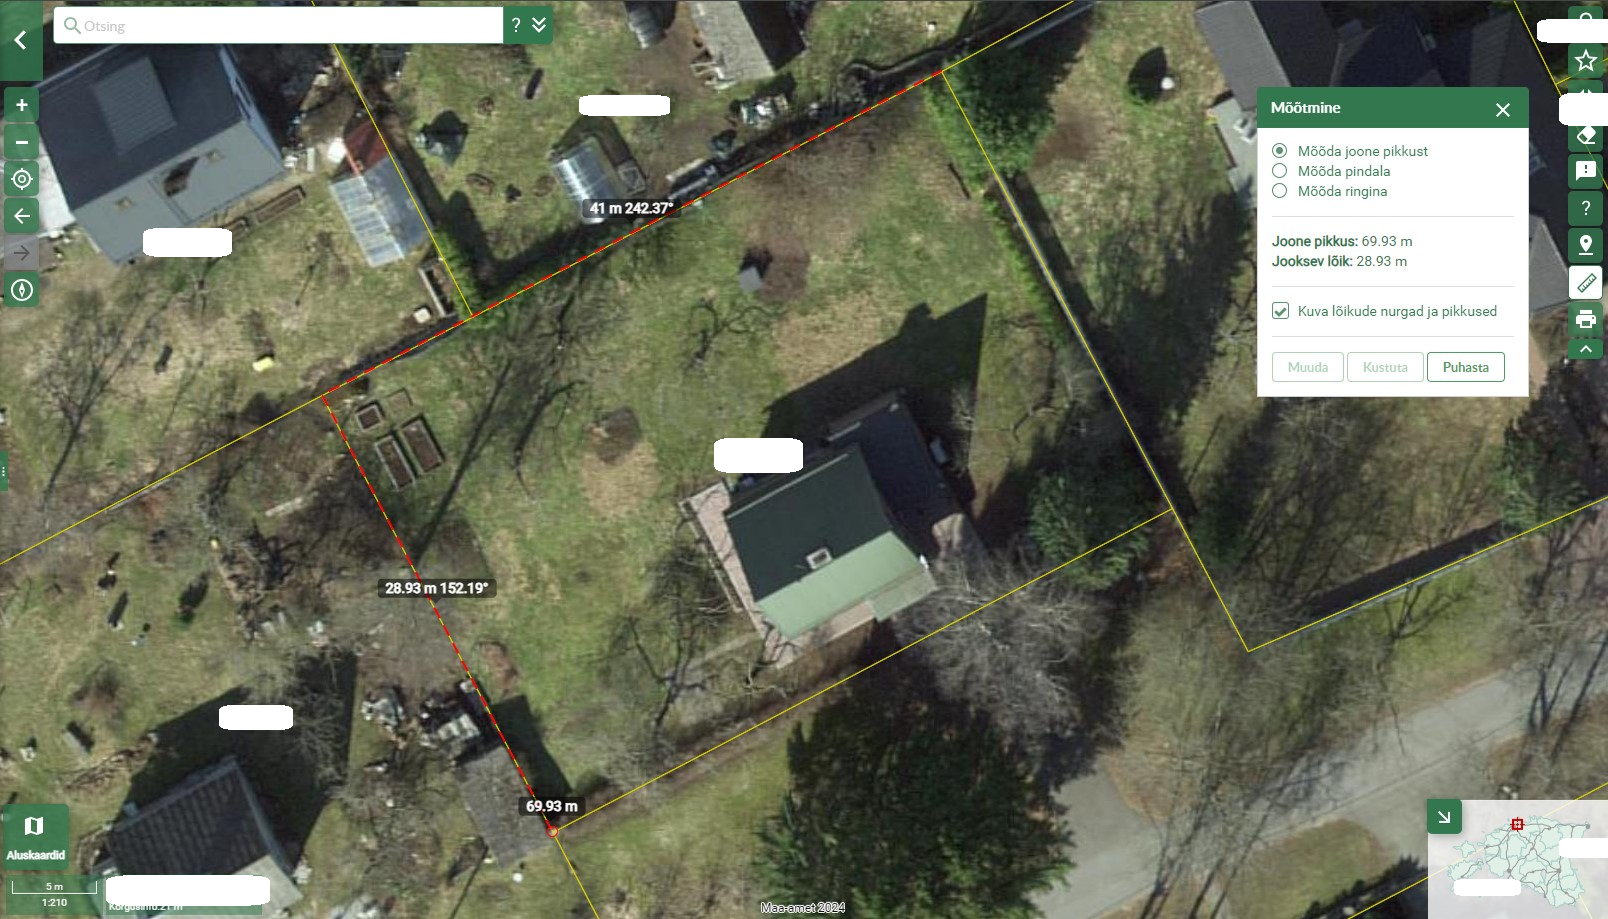 Otsing
?
Mõõtmine
Mõõda joone pikkust
Mõõda pindala
Mõõda ringina
Joone pikkus: 69.93 m
Jooksev lõik: 28.93 m
Kuva lõikude nurgad ja pikkused
Muuda Kustuta Puhasta
?
41 m 242.37°
28.93 m 152.19°
69.93 m
Aluskaardid
5 m
1:210
Kõrgusinfo: 21 m
Maa-amet 2024